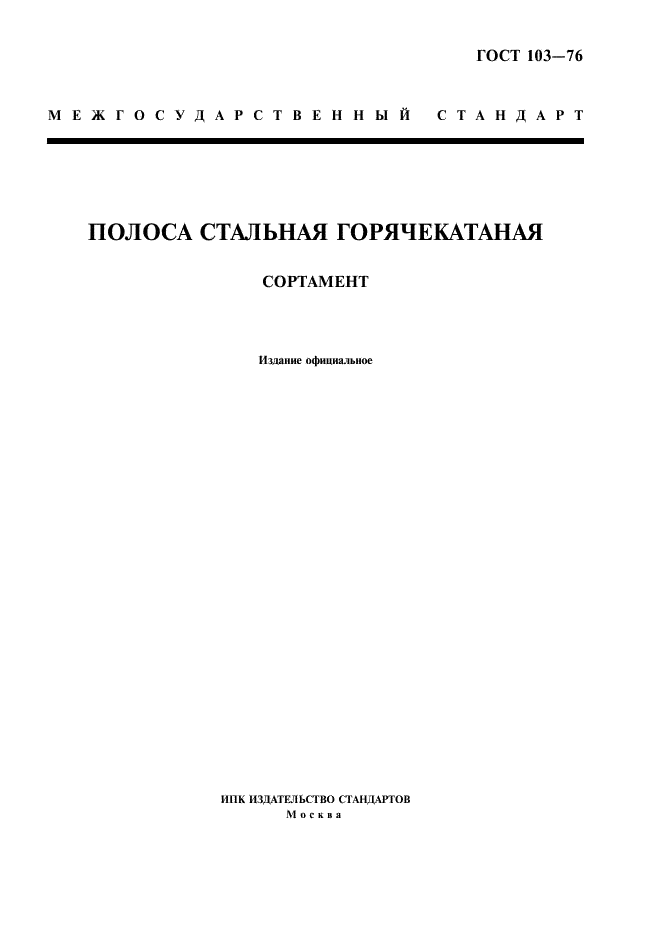 ГОСТ 103—76
МЕЖГОСУДАРСТВЕННЫЙ СТАНДАРТ
ПОЛОСА СТАЛЬНАЯ ГОРЯЧЕКАТАНАЯ
СОРТАМЕНТ
Издание официальное
ИПК ИЗДАТЕЛЬСТВО СТАНДАРТОВ
Москва